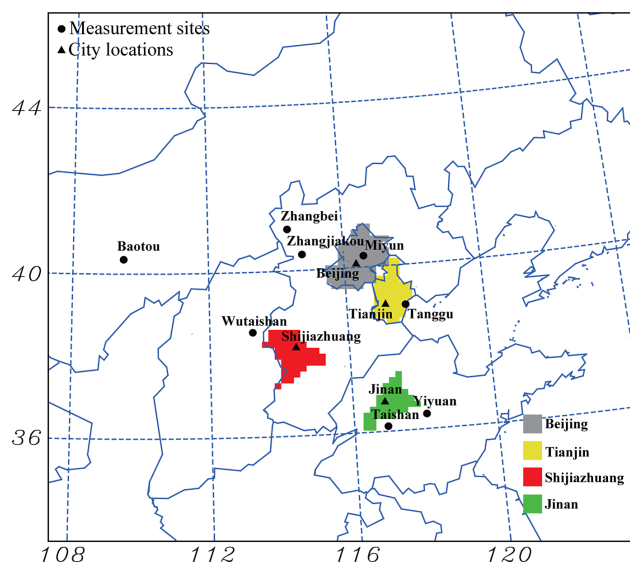 Measurement sites
City locations
44
Zhangbei
Zhangjiakou
Miyun
Baotou
Beijing
40
Tianjin
Tanggu
Wutaishan
Shijiazhuang
Jinan
Yiyuan
Taishan
36
Beijing
Tianjin
Shijiazhuang
Jinan
108
112
116
120